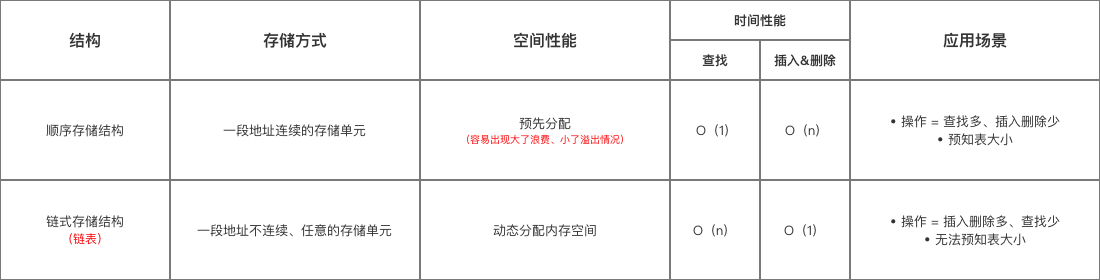 结构
存储方式
空间性能
时间性能
查找
插入&删除
应用场景
顺序存储结构
一段地址连续的存储单元
预先分配
(容易出现大了浪费、小了溢出情况)
O（1）
O（n）
• 操作 = 查找多、插入删除少
• 预知表大小
链式存储结构
(链表)
一段地址不连续、任意的存储单元
动态分配内存空间
O（n）
O（1）
• 操作 = 插入删除多、查找少
• 无法预知表大小